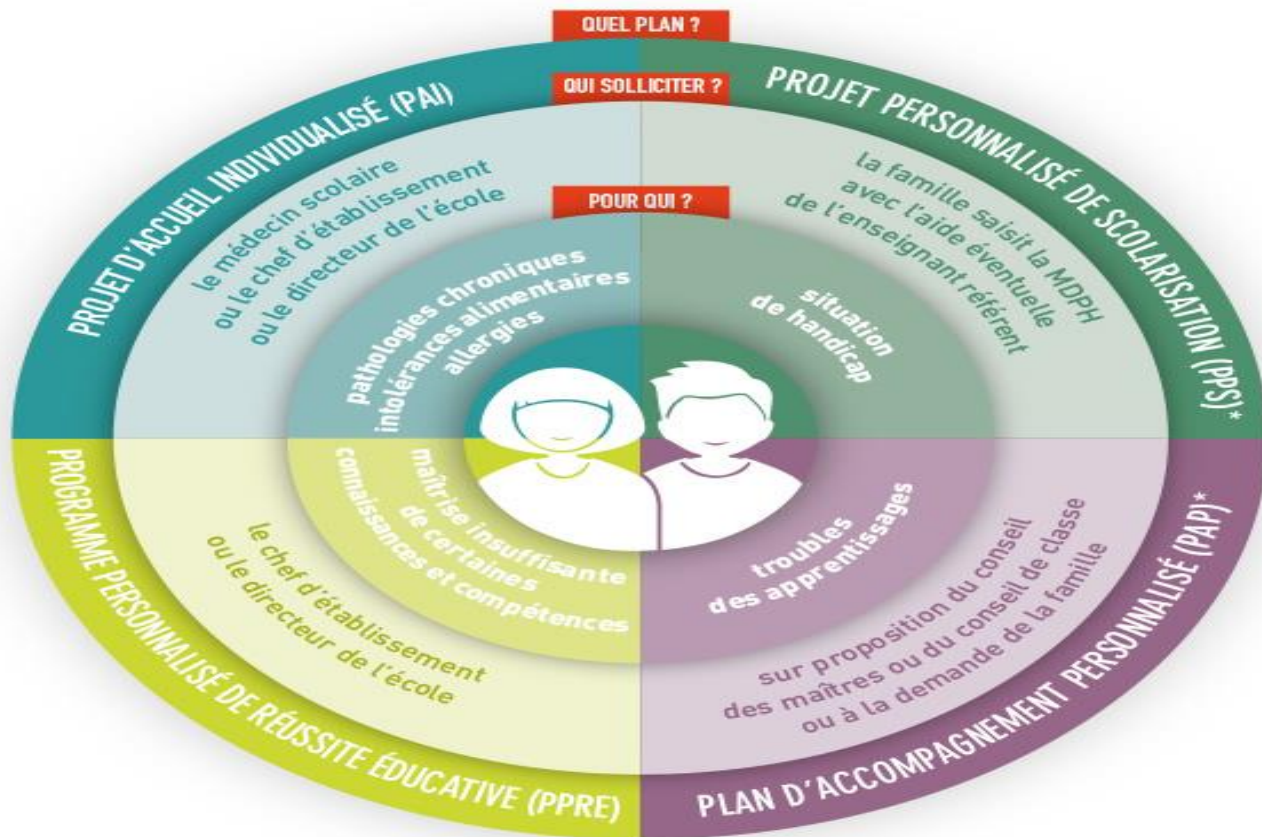 QUEL PLAN ?
QUI SOLLICITER ?
POUR QUI ?
PROJET D'ACCUEIL INDIVIDUALISÉ (PAI)
le médecin scolaire
ou le chef d'établissement
ou le directeur de l'école
pathologies chroniques
intolérances alimentaires
allergies
PROJET PERSONNALISÉ DE SCOLARISATION (PPS)*
la famille saisit la MDPH
avec l'aide éventuelle
de l'enseignant référent
situation
de handicap
PROGRAMME PERSONNALISÉ DE RÉUSSITE ÉDUCATIVE (PPRE)
le chef d'établissement
ou le directeur de l'école
maîtrise insuffisante
de certaines
connaissances et compétences
PLAN D'ACCOMPAGNEMENT PERSONNALISÉ (PAP)*
sur proposition du conseil
des maîtres ou du conseil de classe
ou à la demande de la famille
troubles
des apprentissages